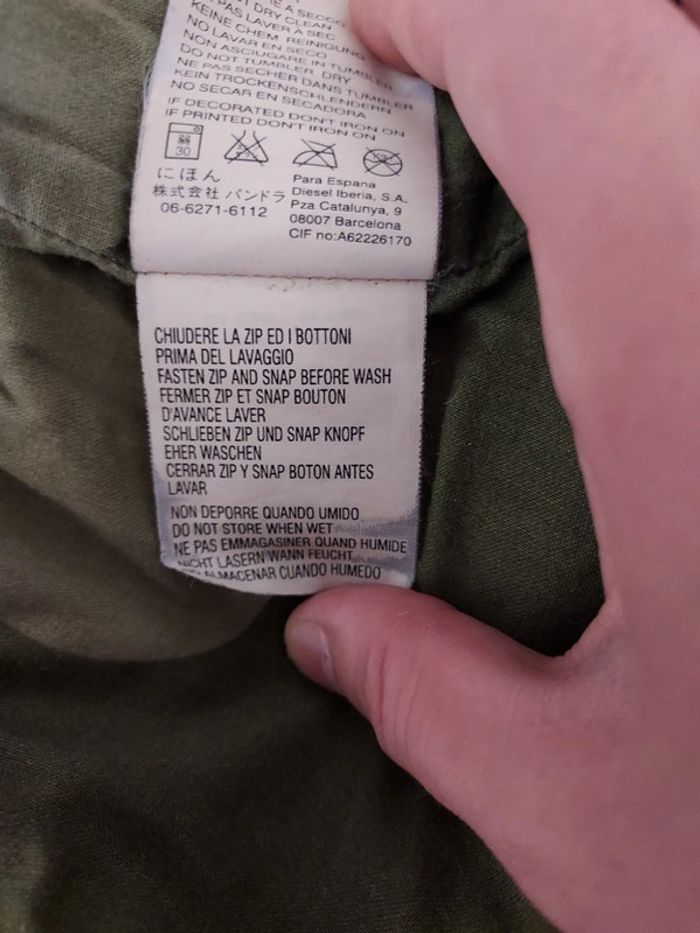 DRY CLEAN
PAS LAVER À SEC
KEINE CHEM REINIGUNG
NO LAVAR EN SECO
NON ASCIUGARE IN TUMBLER
DO NOT TUMBLER DRY
NE PAS SECHER DANS TUMBLER
KEIN TROCKENSCHLENDERN
NO SECAR EN SECADORA
IF DECORATED DON'T IRON ON
IF PRINTED DON'T IRON ON
30
にほん
株式会社 パンドラ
06-6271-6112
Para Espana
Diesel Iberia, S.A.
Pza Catalunya, 9
08007 Barcelona
CIF no:A62226170
CHIUDERE LA ZIP ED I BOTTONI
PRIMA DEL LAVAGGIO
FASTEN ZIP AND SNAP BEFORE WASH
FERMER ZIP ET SNAP BOUTON
D'AVANCE LAVER
SCHLIEBEN ZIP UND SNAP KNOPF
EHER WASCHEN
CERRAR ZIP Y SNAP BOTON ANTES
LAVAR
NON DEPORRE QUANDO UMIDO
DO NOT STORE WHEN WET
NE PAS EMMAGASINER QUAND HUMIDE
NICHT LASERN WANN FEUCHT
ALMACENAR CUANDO HUMEDO